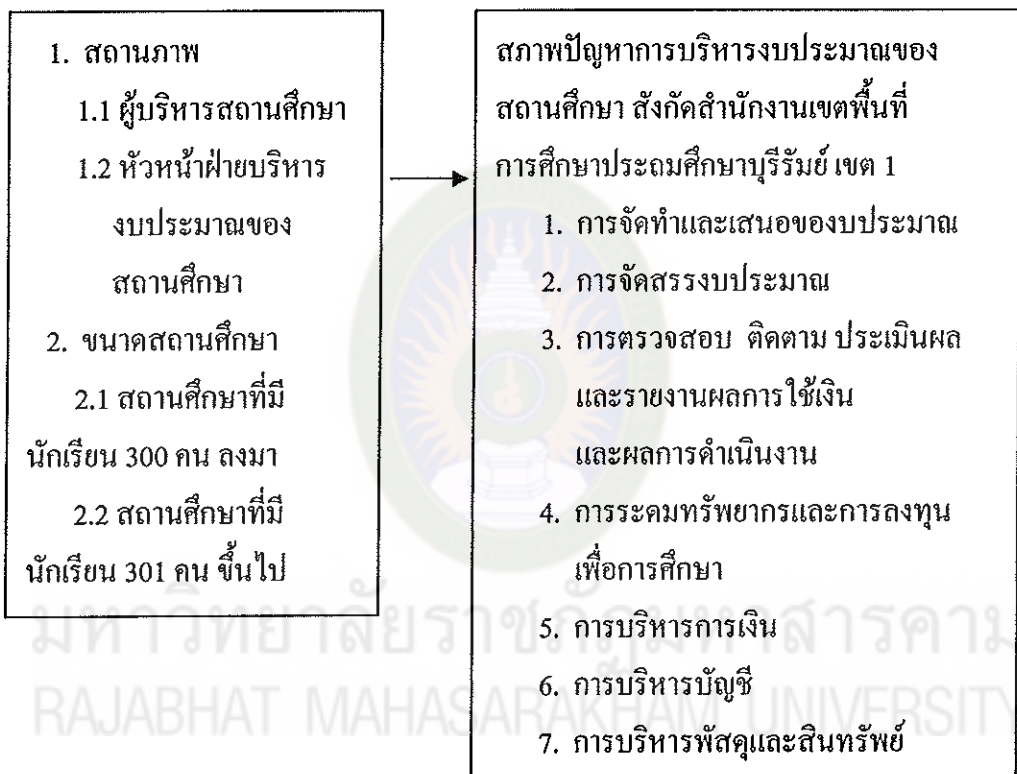 1. สถานภาพ
1.1 ผู้บริหารสถานศึกษา
1.2 หัวหน้าฝ่ายบริหาร
งบประมาณของ
สถานศึกษา
2. ขนาดสถานศึกษา
2.1 สถานศึกษาที่มี
นักเรียน 300 คน ลงมา
2.2 สถานศึกษาที่มี
นักเรียน 301 คน ขึ้นไป
สภาพปัญหาการบริหารงบประมาณของ
สถานศึกษา สังกัดสำนักงานเขตพื้นที่
การศึกษาประถมศึกษาบุรีรัมย์ เขต 1
1. การจัดทำและเสนอของบประมาณ
2. การจัดสรรงบประมาณ
3. การตรวจสอบ ติดตาม ประเมินผล
และรายงานผลการใช้เงิน
และผลการดำเนินงาน
4. การระดมทรัพยากรและการลงทุน
เพื่อการศึกษา
5. การบริหารการเงิน
6. การบริหารบัญชี
7. การบริหารพัสดุและสินทรัพย์
มหาวิทยาลัยราชภัฏมหาสารคาม
RAJABHAT MAHASARAKHAM UNIVERSITY